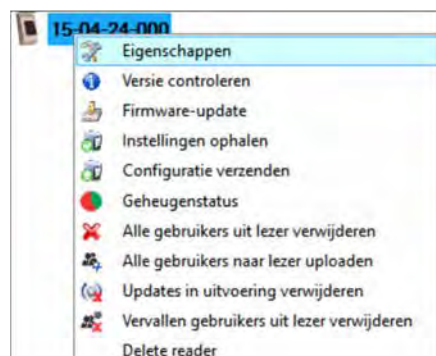 15-04-24-000
Eigenschappen
Versie controleren
Firmware-update
Instellingen ophalen
Configuratie verzenden
Geheugenstatus
Alle gebruikers uit lezer verwijderen
Alle gebruikers naar lezer uploaden
Updates in uitvoering verwijderen
Vervallen gebruikers uit lezer verwijderen
Delete reader